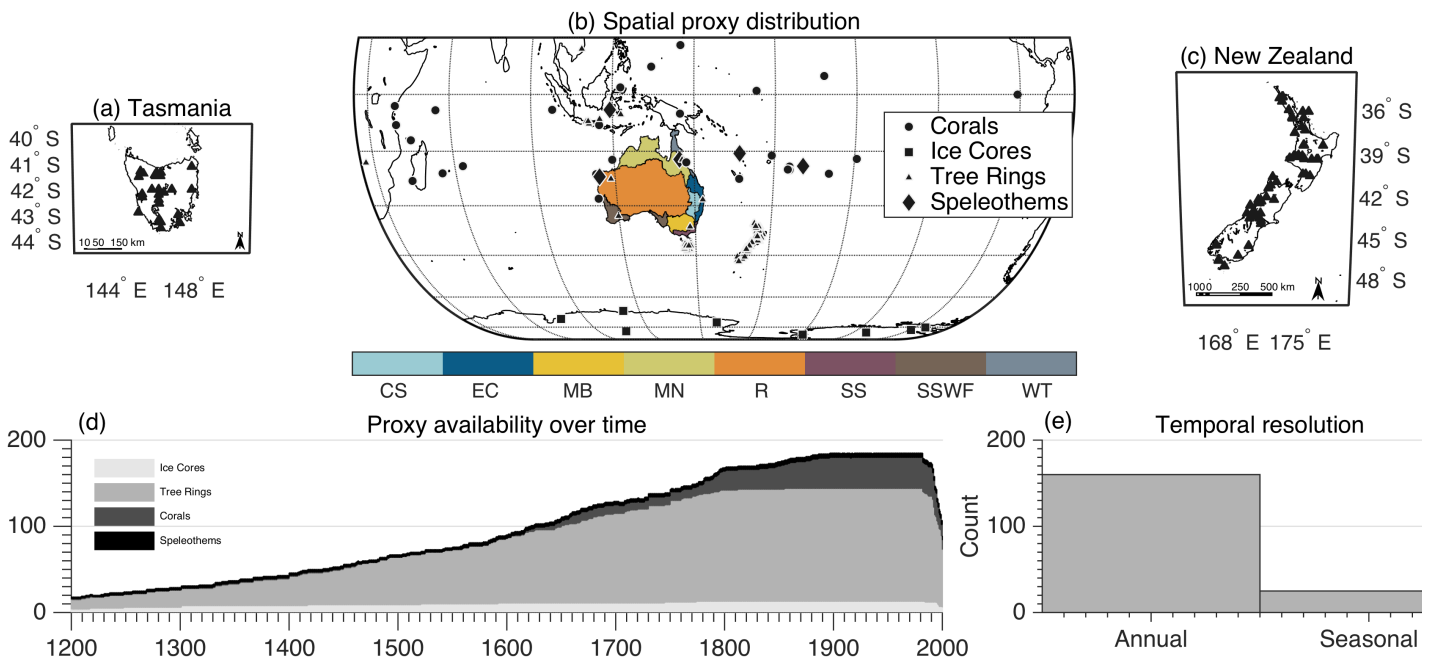 (b) Spatial proxy distribution
(a) Tasmania
40° S
41° S
42° S
43° S
44° S
10 50 150 km
N
144° E 148° E
Corals
Ice Cores
Tree Rings
Speleothems
(c) New Zealand
36° S
39° S
42° S
45° S
48° S
1000 250 500 km
N
168° E 175° E
CS EC MB MN R SS SSWF WT
(d) Proxy availability over time
200
100
0
Ice Cores
Tree Rings
Corals
Speleothems
1200 1300 1400 1500 1600 1700 1800 1900 2000
(e) Temporal resolution
Count
200
100
0
Annual Seasonal